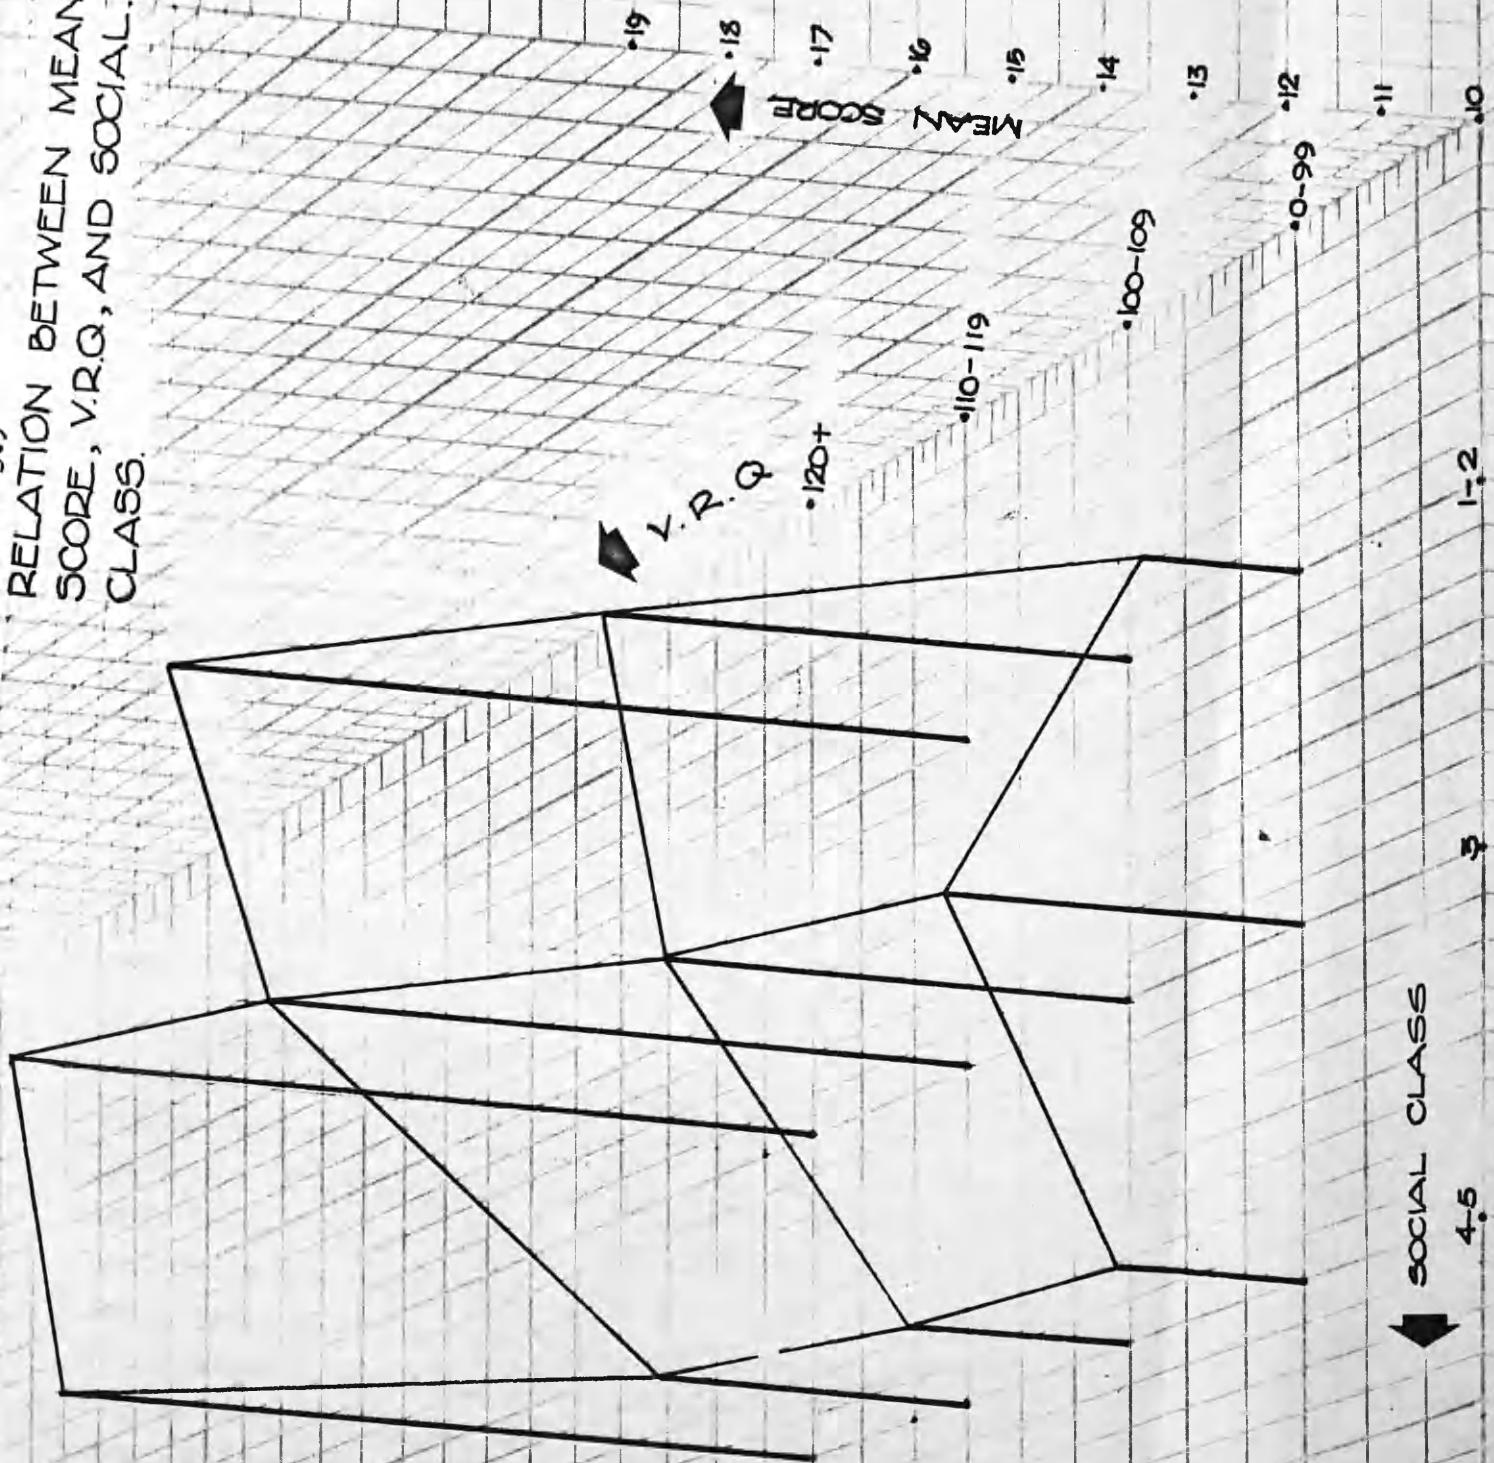 RELATION BETWEEN MEAN
SCORE, V.R.Q, AND SOCIAL
CLASS.
MEAN
SCORE
19
18
17
16
15
14
13
12
11
10
V.R.Q
120+
110-119
100-109
0-99
1-2
3
4-5
SOCIAL CLASS